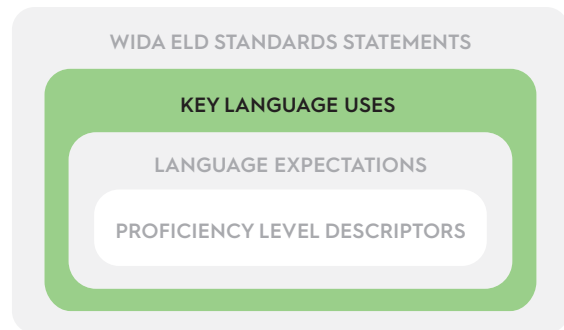 WIDA ELD STANDARDS STATEMENTS
KEY LANGUAGE USES
LANGUAGE EXPECTATIONS
PROFICIENCY LEVEL DESCRIPTORS